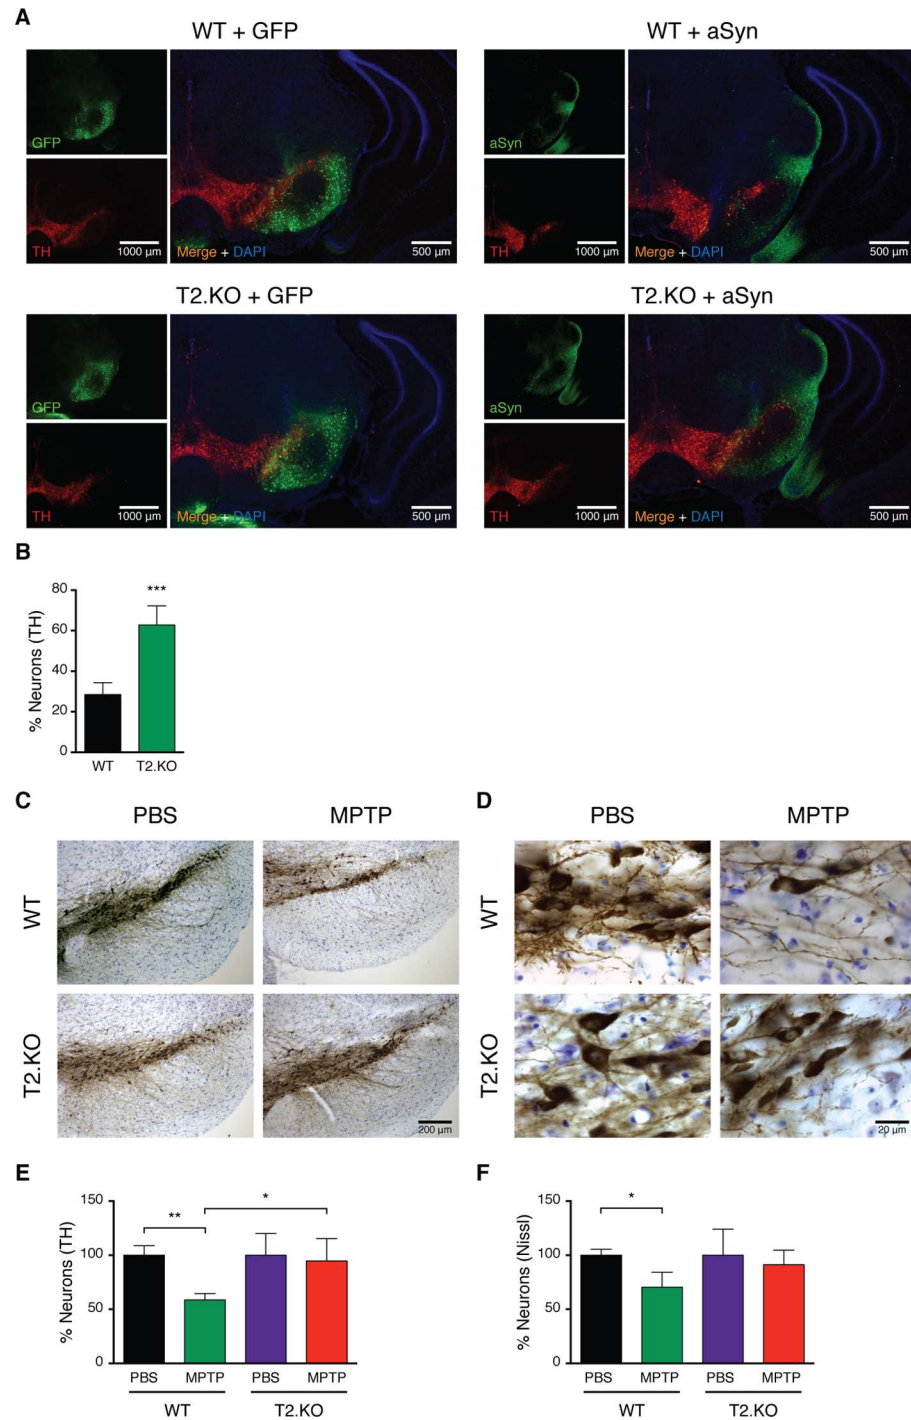 A
WT + GFP
WT + aSyn
GFP
TH
1000 µm
Merge + DAPI
500 µm
aSyn
TH
1000 µm
Merge + DAPI
500 µm
T2.KO + GFP
T2.KO + aSyn
GFP
TH
1000 µm
Merge + DAPI
500 µm
aSyn
TH
1000 µm
Merge + DAPI
500 µm
B
% Neurons (TH)
80
60
40
20
0
***
WT
T2.KO
C
PBS
MPTP
WT
T2.KO
200 µm
D
PBS
MPTP
WT
T2.KO
20 µm
E
% Neurons (TH)
150
100
50
0
**
*
PBS
MPTP
PBS
MPTP
WT
T2.KO
F
% Neurons (Nissl)
150
100
50
0
*
PBS
MPTP
PBS
MPTP
WT
T2.KO